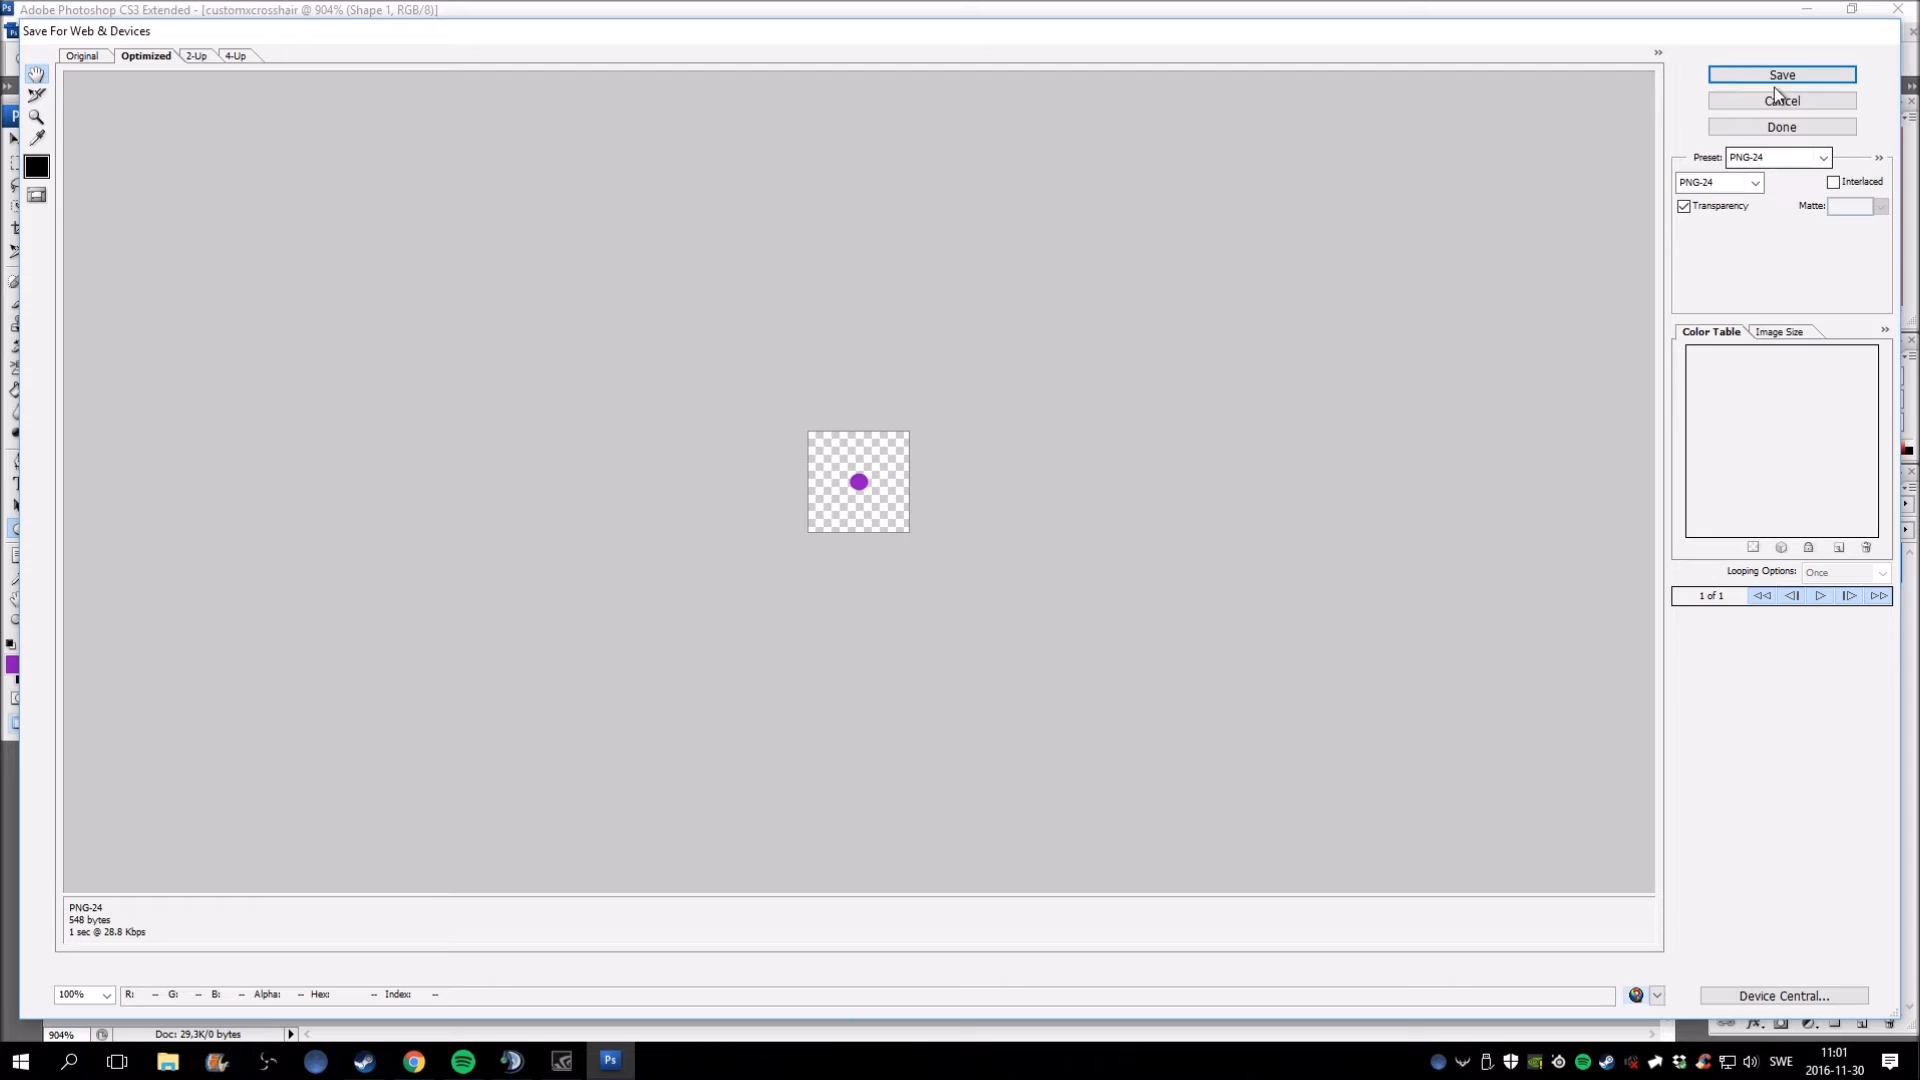 Adobe Photoshop CS3 Extended - [customxcrosshair @ 904% (Shape 1, RGB/8)]
Save For Web & Devices
Original Optimized 2-Up 4-Up
Save
Cancel
Done
Preset: PNG-24
PNG-24 Interlaced
Transparency Matte:
Color Table Image Size
Looping Options: Once
1 of 1
PNG-24
548 bytes
1 sec @ 28.8 Kbps
100% R: -- G: -- B: -- Alpha: -- Hex: -- Index: --
Device Central...
904% Doc: 29,3K/0 bytes
Ps
SWE
11:01
2016-11-30